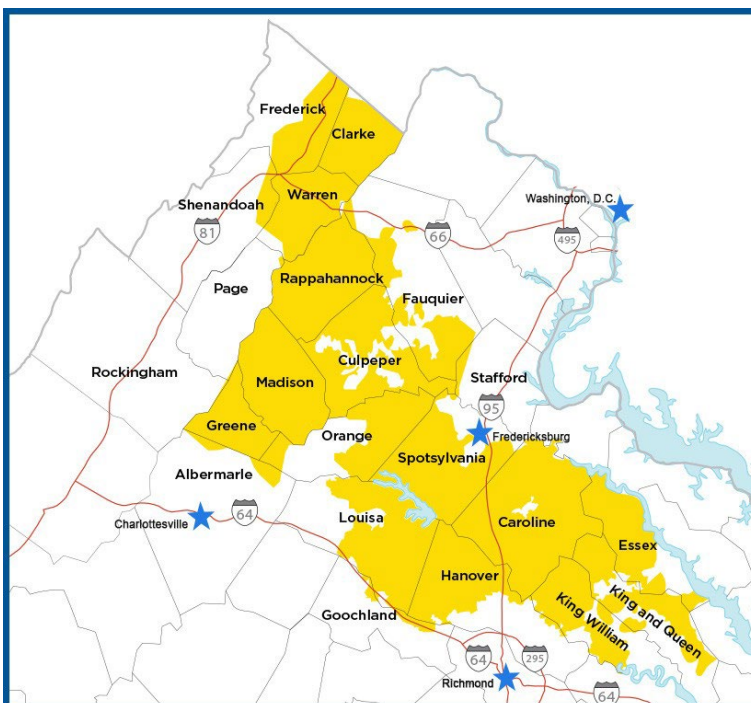 Frederick
Clarke
Warren
Washington, D.C.
Shenandoah
81
66
495
Rappahannock
Page
Fauquier
Culpeper
Rockingham
Madison
Stafford
95
Greene
Orange
Fredericksburg
Spotsylvania
Albermarle
Louisa
64
Charlottesville
Caroline
Essex
Hanover
King and Queen
King William
Goochland
64
295
Richmond
64